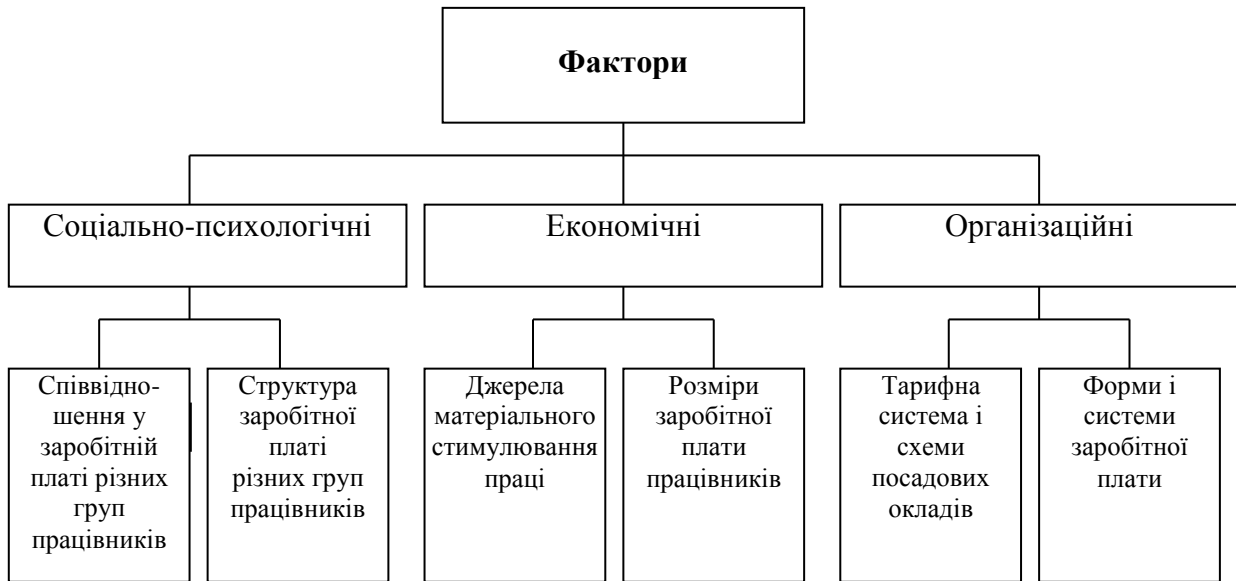 Фактори
Соціально-психологічні
Економічні
Організаційні
Співвідно-
шення у
заробітній
платі різних
груп
працівників
Структура
заробітної
платі
різних груп
працівників
Джерела
матеріального
стимулювання
праці
Розміри
заробітної
плати
працівників
Тарифна
система і
схеми
посадових
окладів
Форми і
системи
заробітної
плати